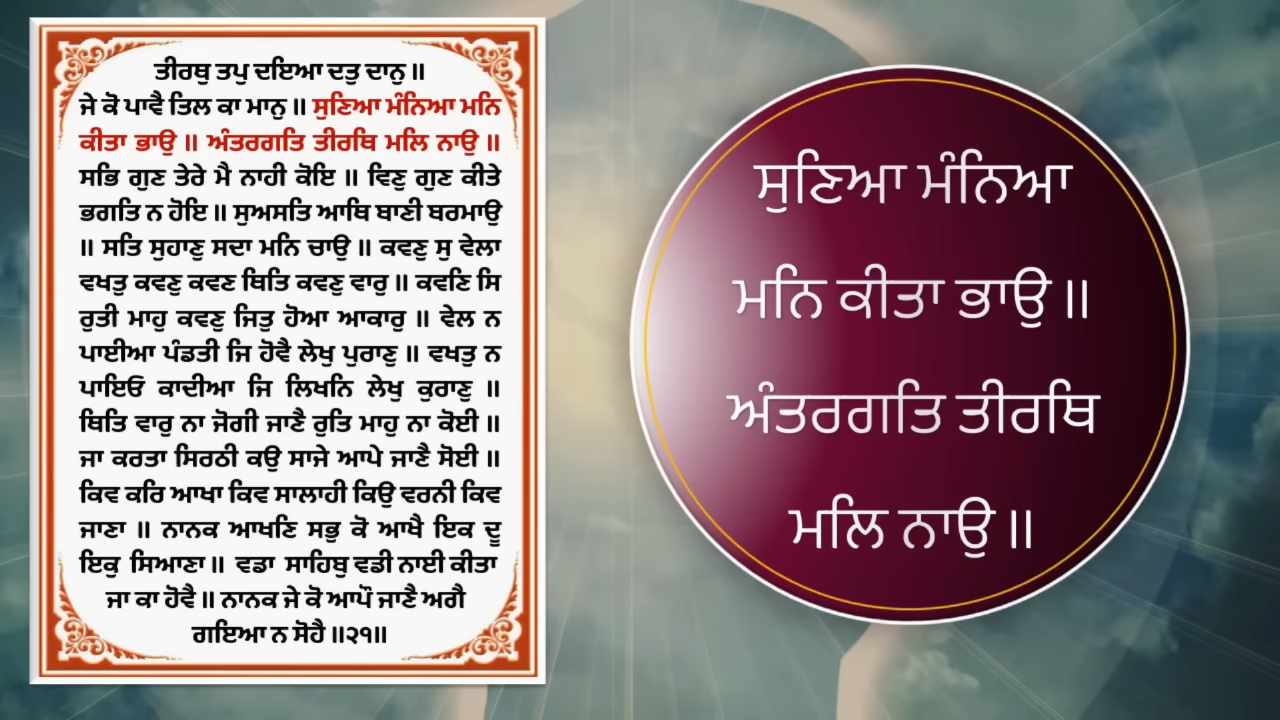 ਤੀਰਥੁ ਤਪੁ ਦਇਆ ਦਤੁ ਦਾਨੁ ॥
ਜੇ ਕੋ ਪਾਵੈ ਤਿਲ ਕਾ ਮਾਨੁ ॥ ਸੁਣਿਆ ਮੰਨਿਆ ਮਨਿ
ਕੀਤਾ ਭਾਉ ॥ ਅੰਤਰਗਤਿ ਤੀਰਥਿ ਮਲਿ ਨਾਉ ॥
ਸਭਿ ਗੁਣ ਤੇਰੇ ਮੈ ਨਾਹੀ ਕੋਇ ॥ ਵਿਣੁ ਗੁਣ ਕੀਤੇ
ਭਗਤਿ ਨ ਹੋਇ ॥ ਸੁਅਸਤਿ ਆਥਿ ਬਾਣੀ ਬਰਮਾਉ
॥ ਸਤਿ ਸੁਹਾਣੁ ਸਦਾ ਮਨਿ ਚਾਉ ॥ ਕਵਣੁ ਸੁ ਵੇਲਾ
ਵਖਤੁ ਕਵਣੁ ਕਵਣ ਥਿਤਿ ਕਵਣੁ ਵਾਰੁ ॥ ਕਵਣਿ ਸਿ
ਰੁਤੀ ਮਾਹੁ ਕਵਣੁ ਜਿਤੁ ਹੋਆ ਆਕਾਰੁ ॥ ਵੇਲ ਨ
ਪਾਈਆ ਪੰਡਤੀ ਜਿ ਹੋਵੈ ਲੇਖੁ ਪੁਰਾਣੁ ॥ ਵਖਤੁ ਨ
ਪਾਇਓ ਕਾਦੀਆ ਜਿ ਲਿਖਨਿ ਲੇਖੁ ਕੁਰਾਣੁ ॥
ਥਿਤਿ ਵਾਰੁ ਨਾ ਜੋਗੀ ਜਾਣੈ ਰੁਤਿ ਮਾਹੁ ਨਾ ਕੋਈ ॥
ਜਾ ਕਰਤਾ ਸਿਰਠੀ ਕਉ ਸਾਜੇ ਆਪੇ ਜਾਣੈ ਸੋਈ ॥
ਕਿਵ ਕਰਿ ਆਖਾ ਕਿਵ ਸਾਲਾਹੀ ਕਿਉ ਵਰਨੀ ਕਿਵ
ਜਾਣਾ ॥ ਨਾਨਕ ਆਖਣਿ ਸਭੁ ਕੋ ਆਖੈ ਇਕ ਦੂ
ਇਕੁ ਸਿਆਣਾ ॥ ਵਡਾ ਸਾਹਿਬੁ ਵਡੀ ਨਾਈ ਕੀਤਾ
ਜਾ ਕਾ ਹੋਵੈ ॥ ਨਾਨਕ ਜੇ ਕੋ ਆਪੌ ਜਾਣੈ ਅਗੈ
ਗਇਆ ਨ ਸੋਹੈ ॥੨੧॥
ਸੁਣਿਆ ਮੰਨਿਆ
ਮਨਿ ਕੀਤਾ ਭਾਉ ॥
ਅੰਤਰਗਤਿ ਤੀਰਥਿ
ਮਲਿ ਨਾਉ ॥